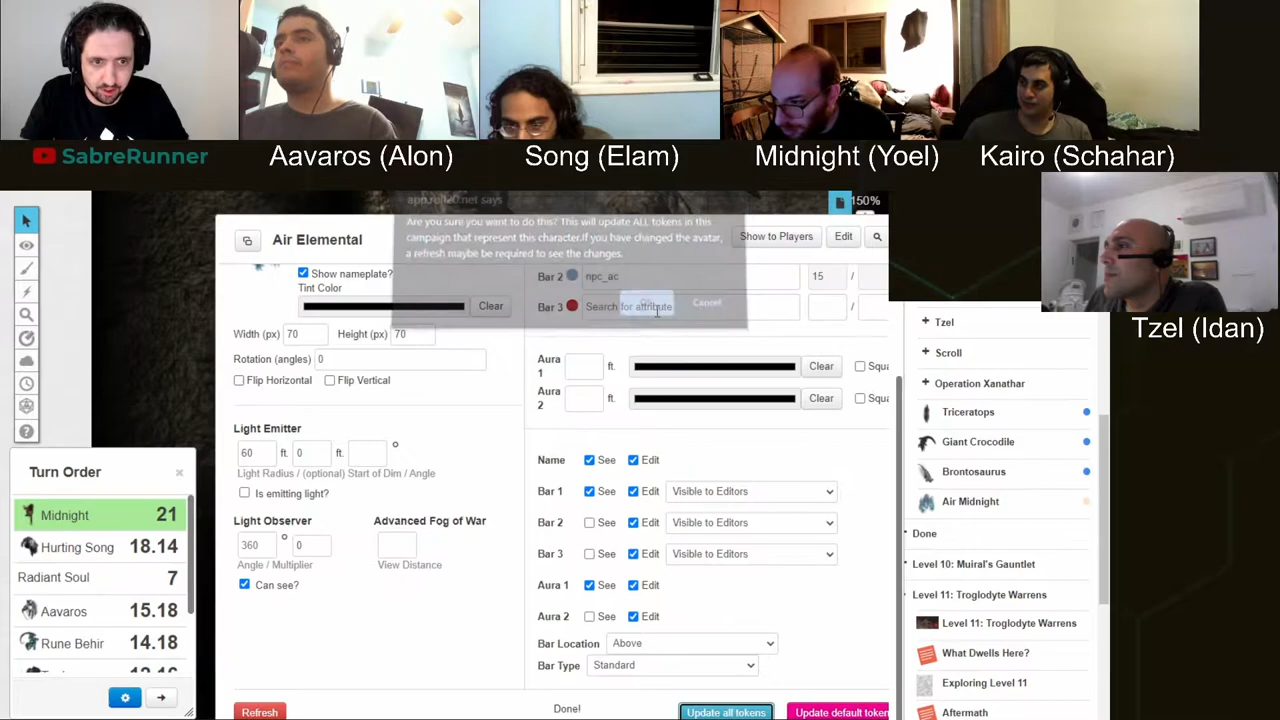 SabreRunner
Aavaros (Alon)
Song (Elam)
Midnight (Yoel)
Kairo (Schahar)
Tzel (Idan)
app.roll20.net says
Are you sure you want to do this? This will update ALL tokens in this
campaign that represent this character.If you have changed the avatar,
a refresh maybe be required to see the changes.
Cancel
150%
Air Elemental
Show to Players
Edit
Show nameplate?
Tint Color
Clear
Width (px) 70 Height (px) 70
Rotation (angles) 0
Flip Horizontal Flip Vertical
Light Emitter
60 ft. 0 ft. °
Light Radius / (optional) Start of Dim / Angle
Is emitting light?
Light Observer
360 ° 0
Angle / Multiplier
Can see?
Advanced Fog of War
View Distance
Refresh
Bar 2 npc_ac 15 /
Bar 3 Search for attribute /
Aura 1 ft. Clear Squa
Aura 2 ft. Clear Squa
Name See Edit
Bar 1 See Edit Visible to Editors
Bar 2 See Edit Visible to Editors
Bar 3 See Edit Visible to Editors
Aura 1 See Edit
Aura 2 See Edit
Bar Location Above
Bar Type Standard
Done!
Update all tokens
Update default token
Turn Order
Midnight 21
Hurting Song 18.14
Radiant Soul 7
Aavaros 15.18
Rune Behir 14.18
Tzel
Scroll
Operation Xanathar
Triceratops
Giant Crocodile
Brontosaurus
Air Midnight
Done
Level 10: Muiral's Gauntlet
Level 11: Troglodyte Warrens
Level 11: Troglodyte Warrens
What Dwells Here?
Exploring Level 11
Aftermath